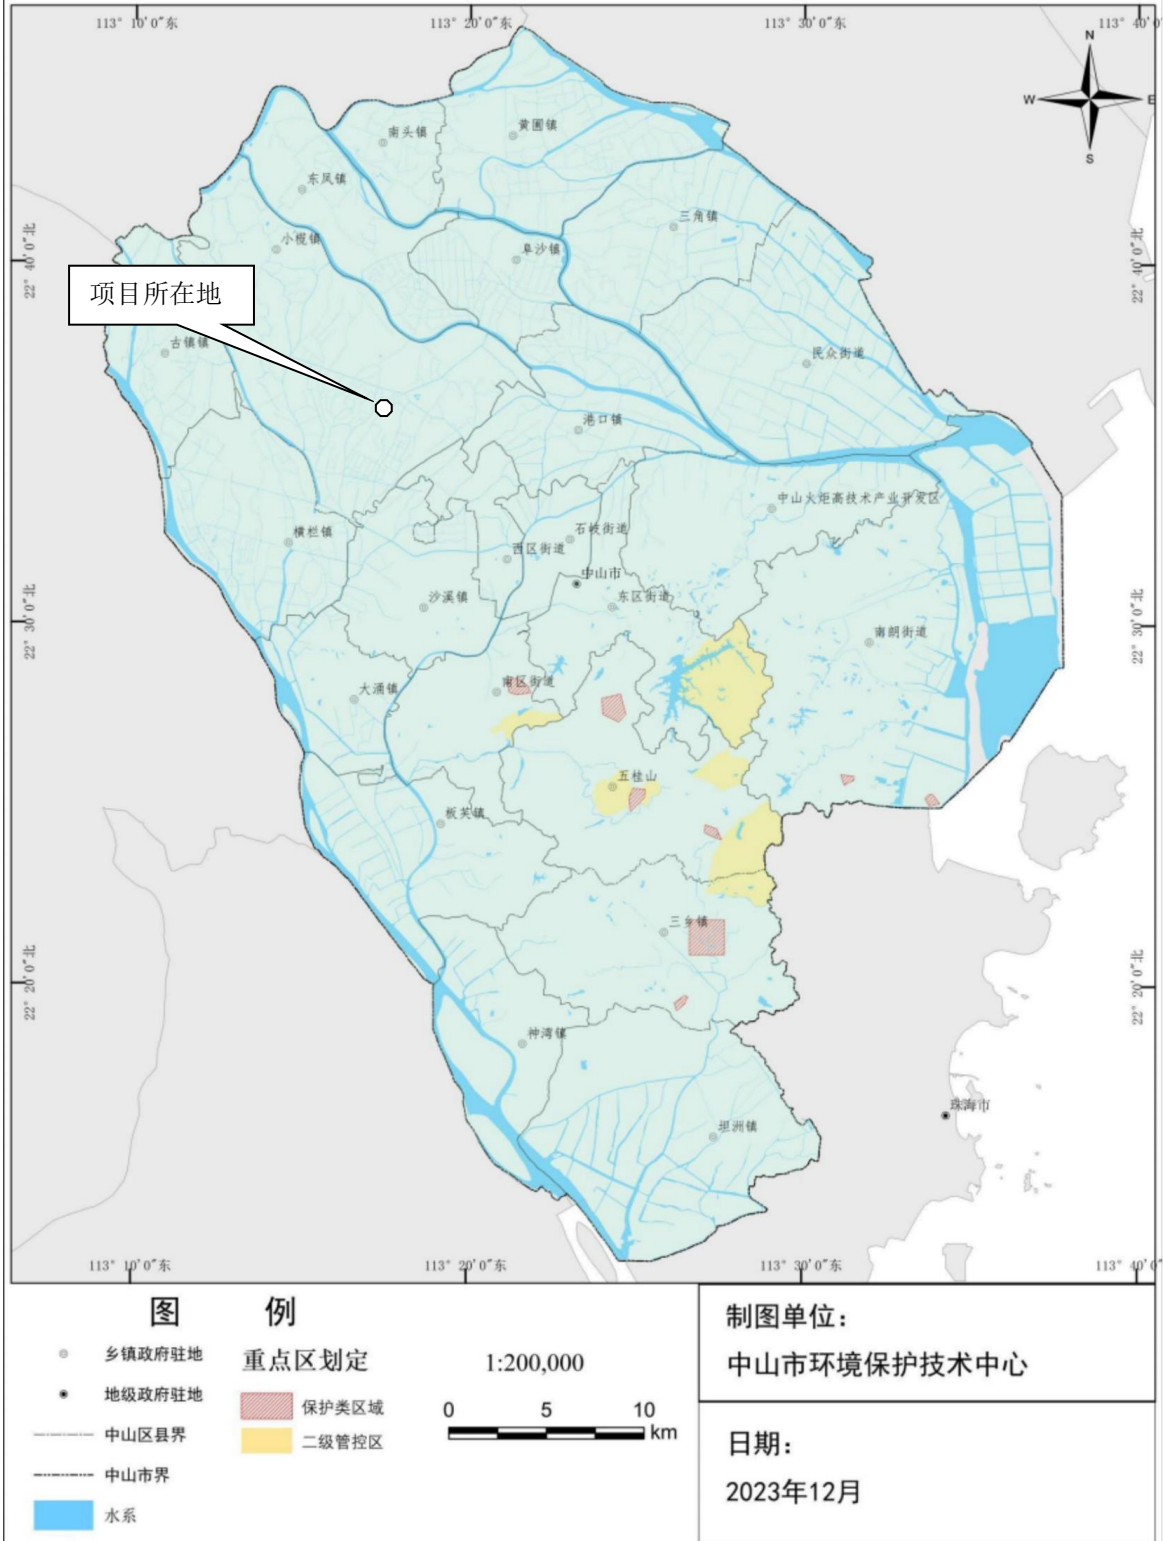 113° 10′0″东
113° 20′0″东
113° 30′0″东
113° 40′0″东
N
W
E
S
南头镇
黄圃镇
东凤镇
三角镇
小榄镇
阜沙镇
22° 40′0″北
22° 40′0″北
项目所在地
古镇镇
民众街道
港口镇
中山火炬高技术产业开发区
横栏镇
石岐街道
西区街道
中山市
沙溪镇
东区街道
22° 30′0″北
22° 30′0″北
南朗街道
大涌镇
南区街道
五桂山
板芙镇
三乡镇
22° 20′0″北
22° 20′0″北
神湾镇
珠海市
坦洲镇
113° 10′0″东
113° 20′0″东
113° 30′0″东
113° 40′0″东
图 例
乡镇政府驻地
地级政府驻地
中山区县界
中山市界
水系
重点区划定
保护类区域
二级管控区
1:200,000
0 5 10
km
制图单位：
中山市环境保护技术中心
日期：
2023年12月